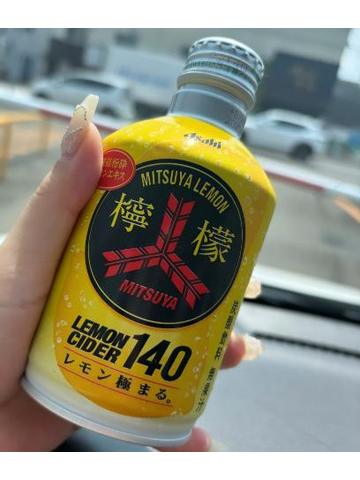 Asahi
MITSUYA LEMON
檸檬
MITSUYA
LEMON
CIDER 140
レモン極まる。